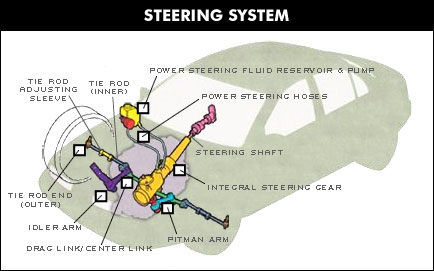 STEERING SYSTEM
POWER STEERING FLUID RESERVOIR & PUMP
TIE ROD
ADJUSTING
SLEEVE
TIE ROD
(INNER)
POWER STEERING HOSES
STEERING SHAFT
INTEGRAL STEERING GEAR
TIE ROD END
(OUTER)
IDLER ARM
DRAG LINK/CENTER LINK
PITMAN ARM